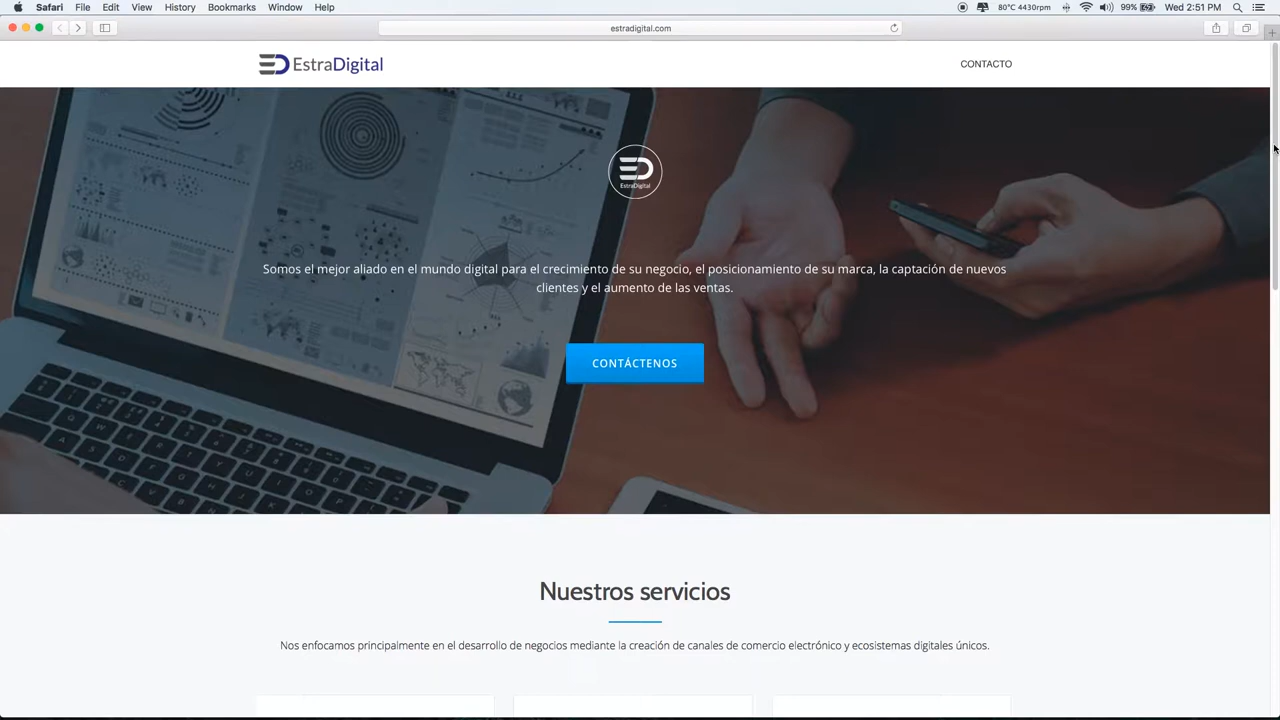 Safari File Edit View History Bookmarks Window Help
80°C 4430rpm 99% Wed 2:51 PM
estradigital.com
EstraDigital
CONTACTO
EstraDigital
Somos el mejor aliado en el mundo digital para el crecimiento de su negocio, el posicionamiento de su marca, la captación de nuevos
clientes y el aumento de las ventas.
CONTÁCTENOS
Nuestros servicios
Nos enfocamos principalmente en el desarrollo de negocios mediante la creación de canales de comercio electrónico y ecosistemas digitales únicos.